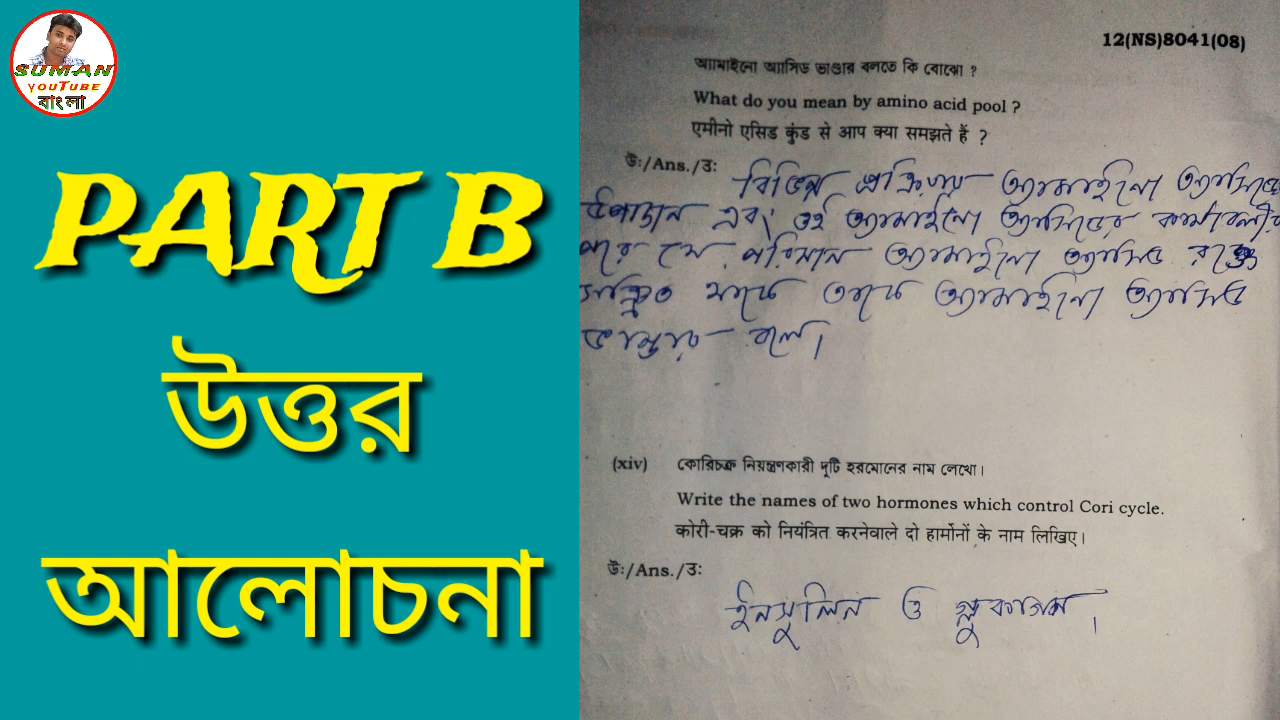 SUMAN
YOUTUBE
বাংলা
PART B
উত্তর
আলোচনা
12(NS)8041(08)
অ্যামাইনো অ্যাসিড ভাণ্ডার বলতে কি বোঝো ?
What do you mean by amino acid pool ?
एमीनो एसिड कुंड से आप क्या समझते हैं ?
উ:/Ans./उ:
বিভিন্ন প্রক্রিয়ায় অ্যামাইনো অ্যাসিডের
উৎপাদন এবং ওই অ্যামাইনো অ্যাসিডের কার্যাবলীর
পরে যে পরিমান অ্যামাইনো অ্যাসিড রক্তে
সঞ্চিত থাকে তাকে অ্যামাইনো অ্যাসিড
ভান্ডার বলে।
(xiv) কোরিচক্র নিয়ন্ত্রণকারী দুটি হরমোনের নাম লেখো।
Write the names of two hormones which control Cori cycle.
कोरी-चक्र को नियंत्रित करनेवाले दो हार्मोनों के नाम लिखिए।
উ:/Ans./उ:
ইনসুলিন ও গ্লুকাগন।